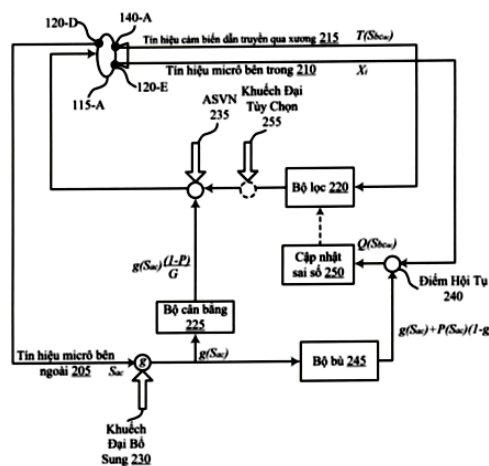 120-D
140-A
Tín hiệu cảm biến dẫn truyền qua xương 215
T(Sbcac)
Tín hiệu micrô bên trong 210
Xi
120-E
115-A
ASVN
235
Khuếch Đại
Tùy Chọn
255
Bộ lọc 220
g(Sac)(1-P)/G
Cập nhật
sai số 250
Q(Sbcac)
Điểm Hội Tụ
240
Bộ cân bằng
225
g(Sac)+P(Sac)(1-g
Tín hiệu micrô bên
ngoài 205
Sac
g
g(Sac)
Bộ bù 245
Khuếch
Đại Bổ
Sung 230